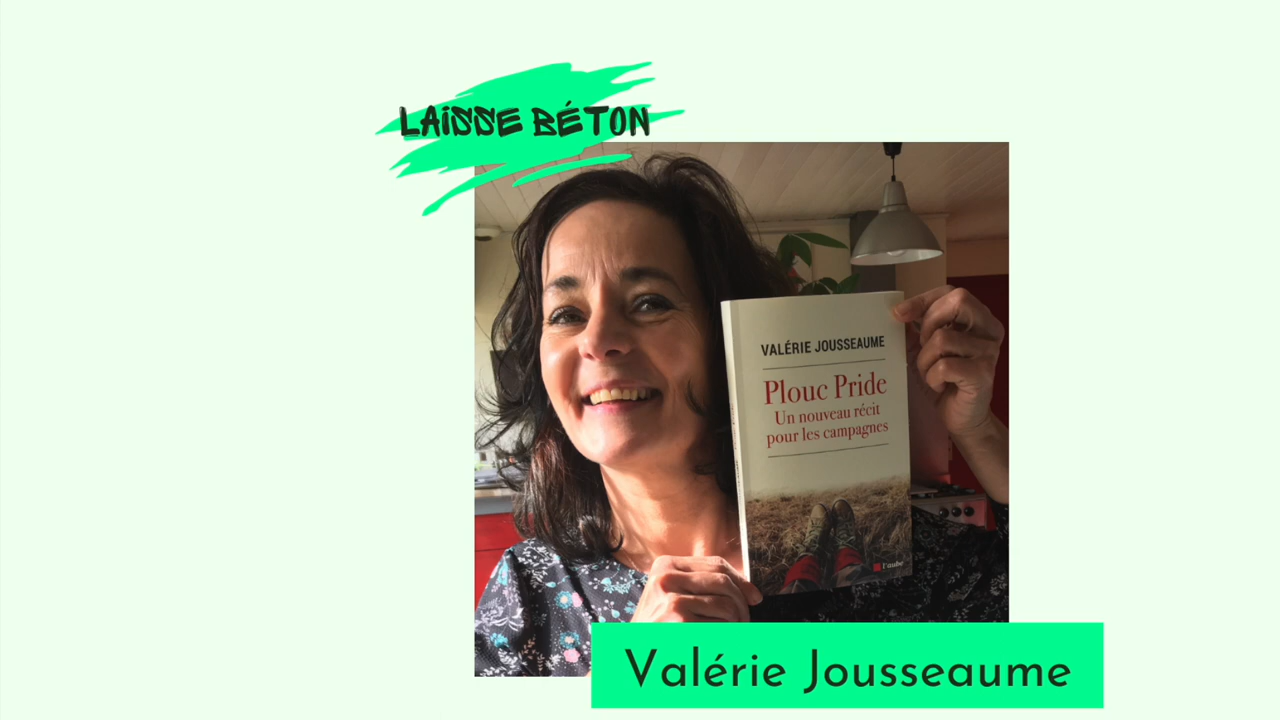 LAISSE BÉTON
VALÉRIE JOUSSEAUME
Plouc Pride
Un nouveau récit
pour les campagnes
l'aube
Valérie Jousseaume